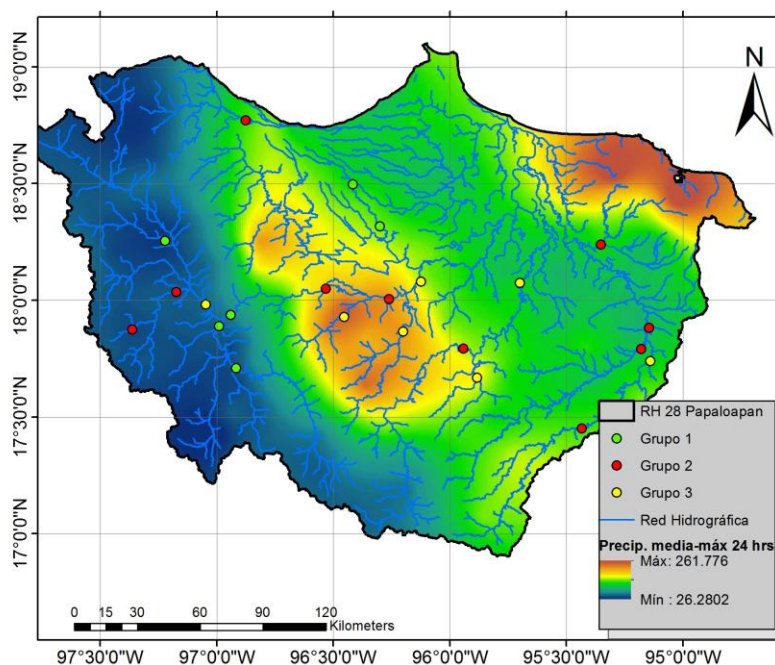 N
19°0'0"N
18°30'0"N
18°0'0"N
17°30'0"N
17°0'0"N
RH 28 Papaloapan
Grupo 1
Grupo 2
Grupo 3
Red Hidrográfica
Precip. media-máx 24 hrs
Máx: 261.776
Mín : 26.2802
0 15 30 60 90 120
Kilometers
97°30'0"W 97°0'0"W 96°30'0"W 96°0'0"W 95°30'0"W 95°0'0"W